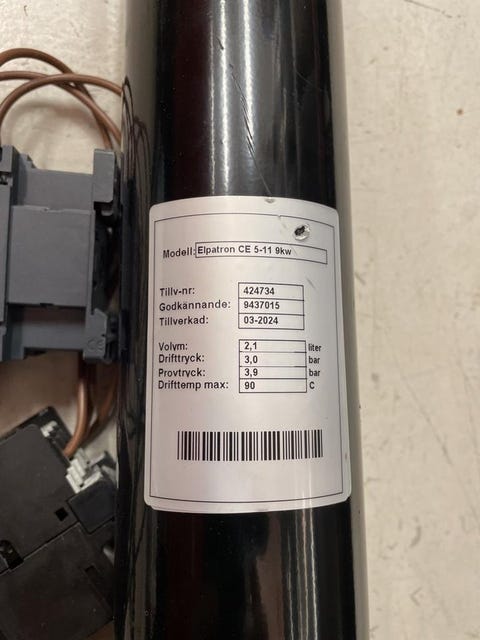 Modell: Elpatron CE 5-11 9kw
Tillv-nr: 424734
Godkännande: 9437015
Tillverkad: 03-2024
Volym: 2,1 liter
Drifttryck: 3,0 bar
Provtryck: 3,9 bar
Drifttemp max: 90 C